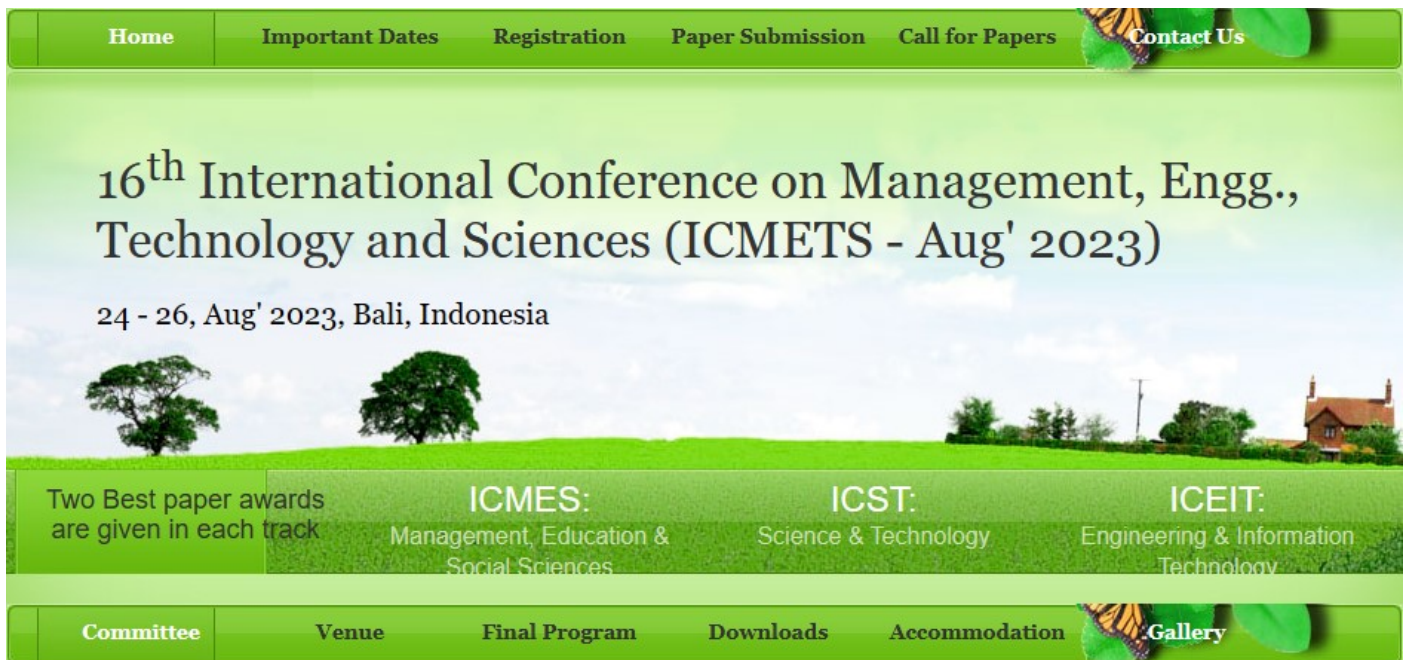 Home Important Dates Registration Paper Submission Call for Papers Contact Us
16th International Conference on Management, Engg.,
Technology and Sciences (ICMETS - Aug' 2023)
24 - 26, Aug' 2023, Bali, Indonesia
Two Best paper awards
are given in each track
ICMES:
Management, Education &
Social Sciences
ICST:
Science & Technology
ICEIT:
Engineering & Information
Technology
Committee Venue Final Program Downloads Accommodation Gallery